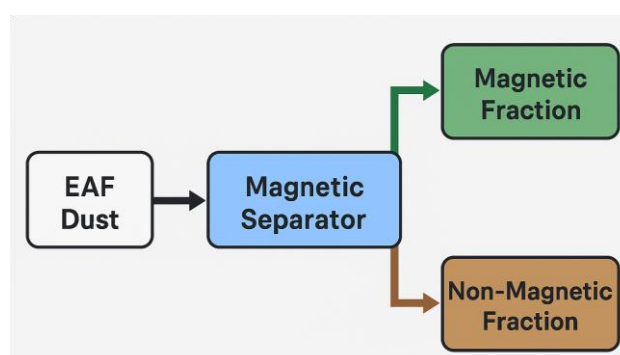 EAF
Dust
Magnetic
Separator
Magnetic
Fraction
Non-Magnetic
Fraction